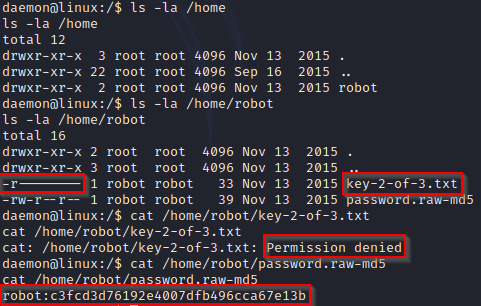 daemon@linux:/$ ls -la /home
ls -la /home
total 12
drwxr-xr-x  3 root root 4096 Nov 13  2015 .
drwxr-xr-x 22 root root 4096 Sep 16  2015 ..
drwxr-xr-x  2 root root 4096 Nov 13  2015 robot
daemon@linux:/$ ls -la /home/robot
ls -la /home/robot
total 16
drwxr-xr-x 2 root  root  4096 Nov 13  2015 .
drwxr-xr-x 3 root  root  4096 Nov 13  2015 ..
-r-------- 1 robot robot   33 Nov 13  2015 key-2-of-3.txt
-rw-r--r-- 1 robot robot   39 Nov 13  2015 password.raw-md5
daemon@linux:/$ cat /home/robot/key-2-of-3.txt
cat /home/robot/key-2-of-3.txt
cat: /home/robot/key-2-of-3.txt: Permission denied
daemon@linux:/$ cat /home/robot/password.raw-md5
cat /home/robot/password.raw-md5
robot:c3fcd3d76192e4007dfb496cca67e13b